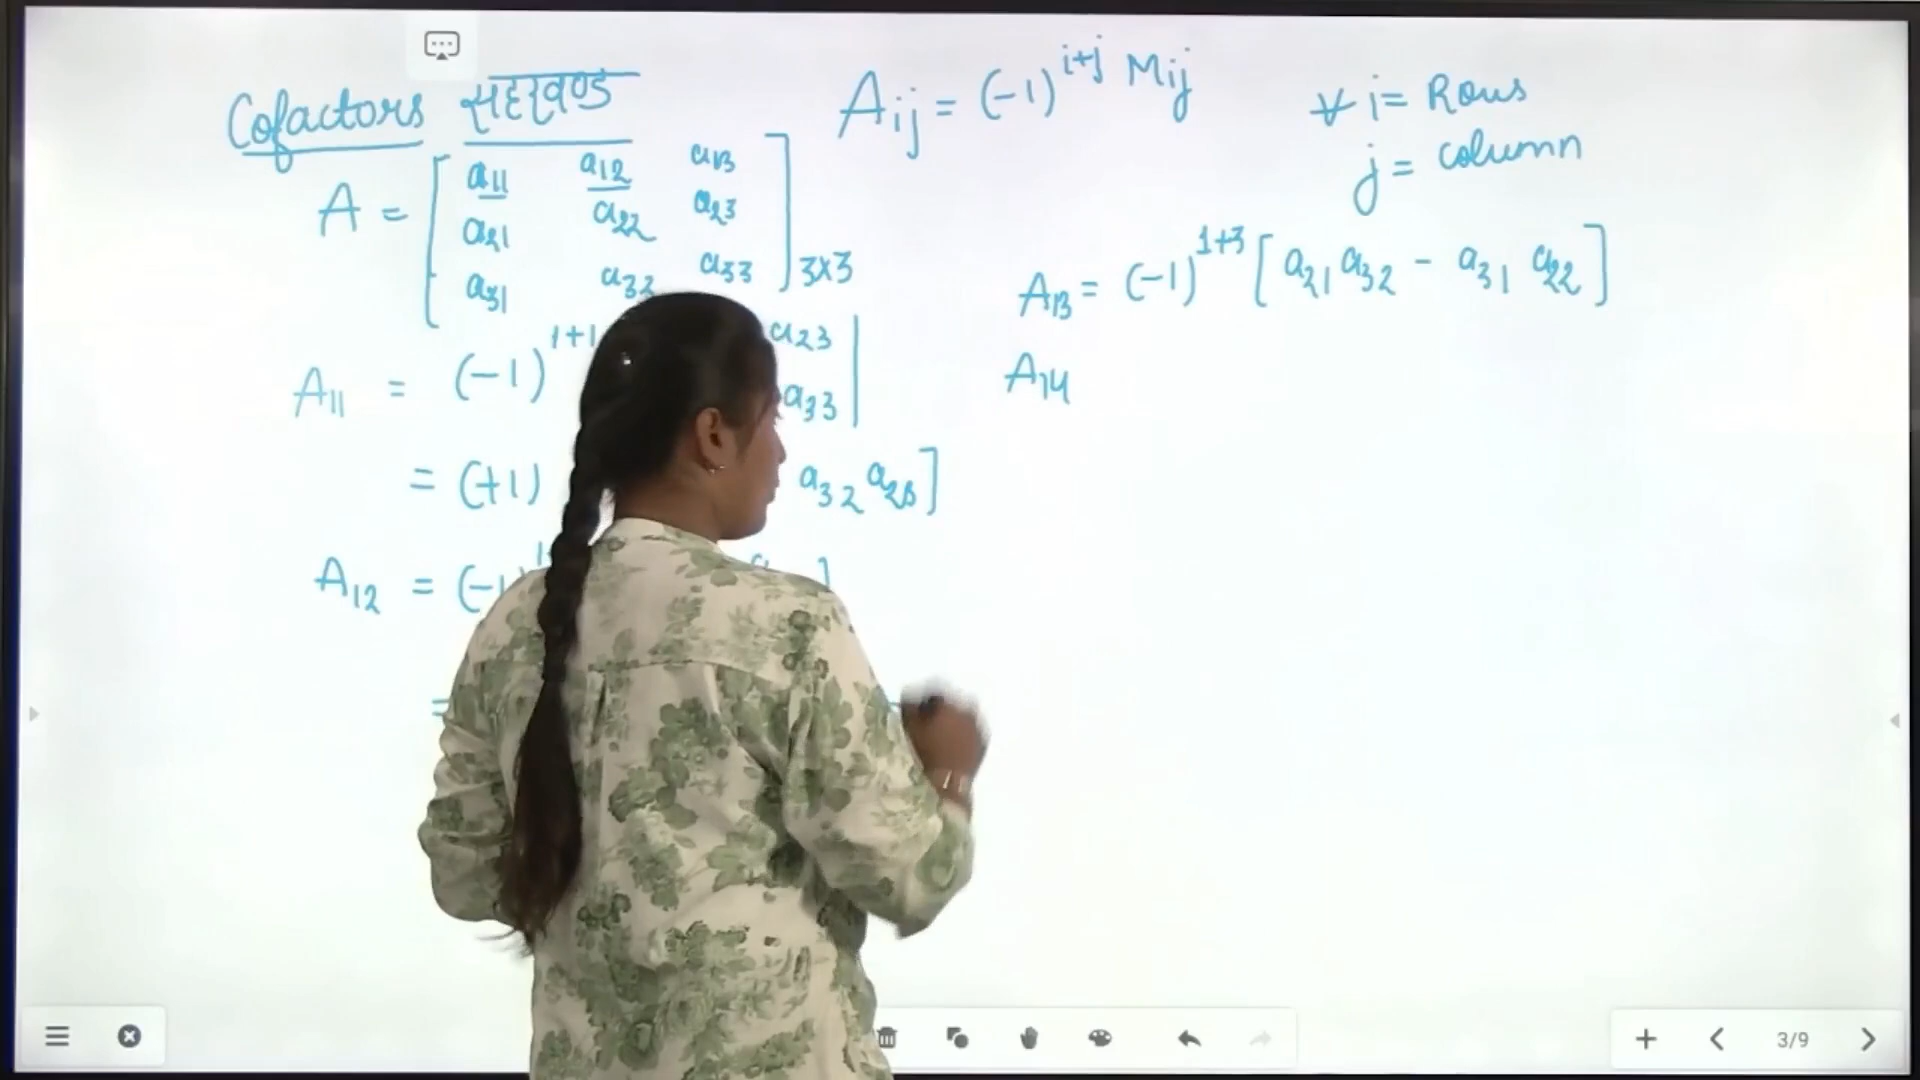 Cofactors सहखण्ड
A = [ a11 a12 a13
a21 a22 a23
a31 a32 a33 ] 3x3
A11 = (-1)^1+1 a23
a33 |
= (+1) a32 a23 ]
A12 = (-1)
=
Aij = (-1)^i+j Mij
∀ i = Rows
j = column
A13 = (-1)^1+3 [ a21 a32 - a31 a22 ]
A14
3/9